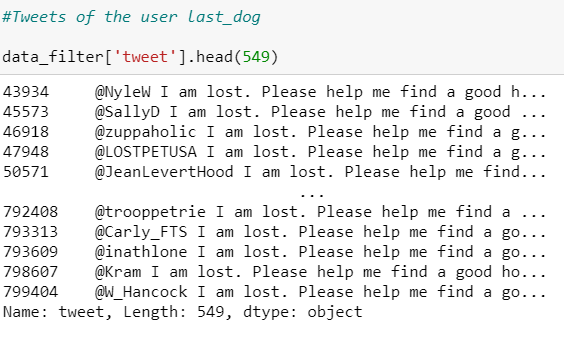 #Tweets of the user last_dog
data_filter['tweet'].head(549)
43934 @NyleW I am lost. Please help me find a good h...
45573 @SallyD I am lost. Please help me find a good ...
46918 @zuppaholic I am lost. Please help me find a g...
47948 @LOSTPETUSA I am lost. Please help me find a g...
50571 @JeanLevertHood I am lost. Please help me find...
...
792408 @trooppetrie I am lost. Please help me find a ...
793313 @Carly_FTS I am lost. Please help me find a go...
793609 @inathlone I am lost. Please help me find a go...
798607 @Kram I am lost. Please help me find a good ho...
799404 @W_Hancock I am lost. Please help me find a go...
Name: tweet, Length: 549, dtype: object